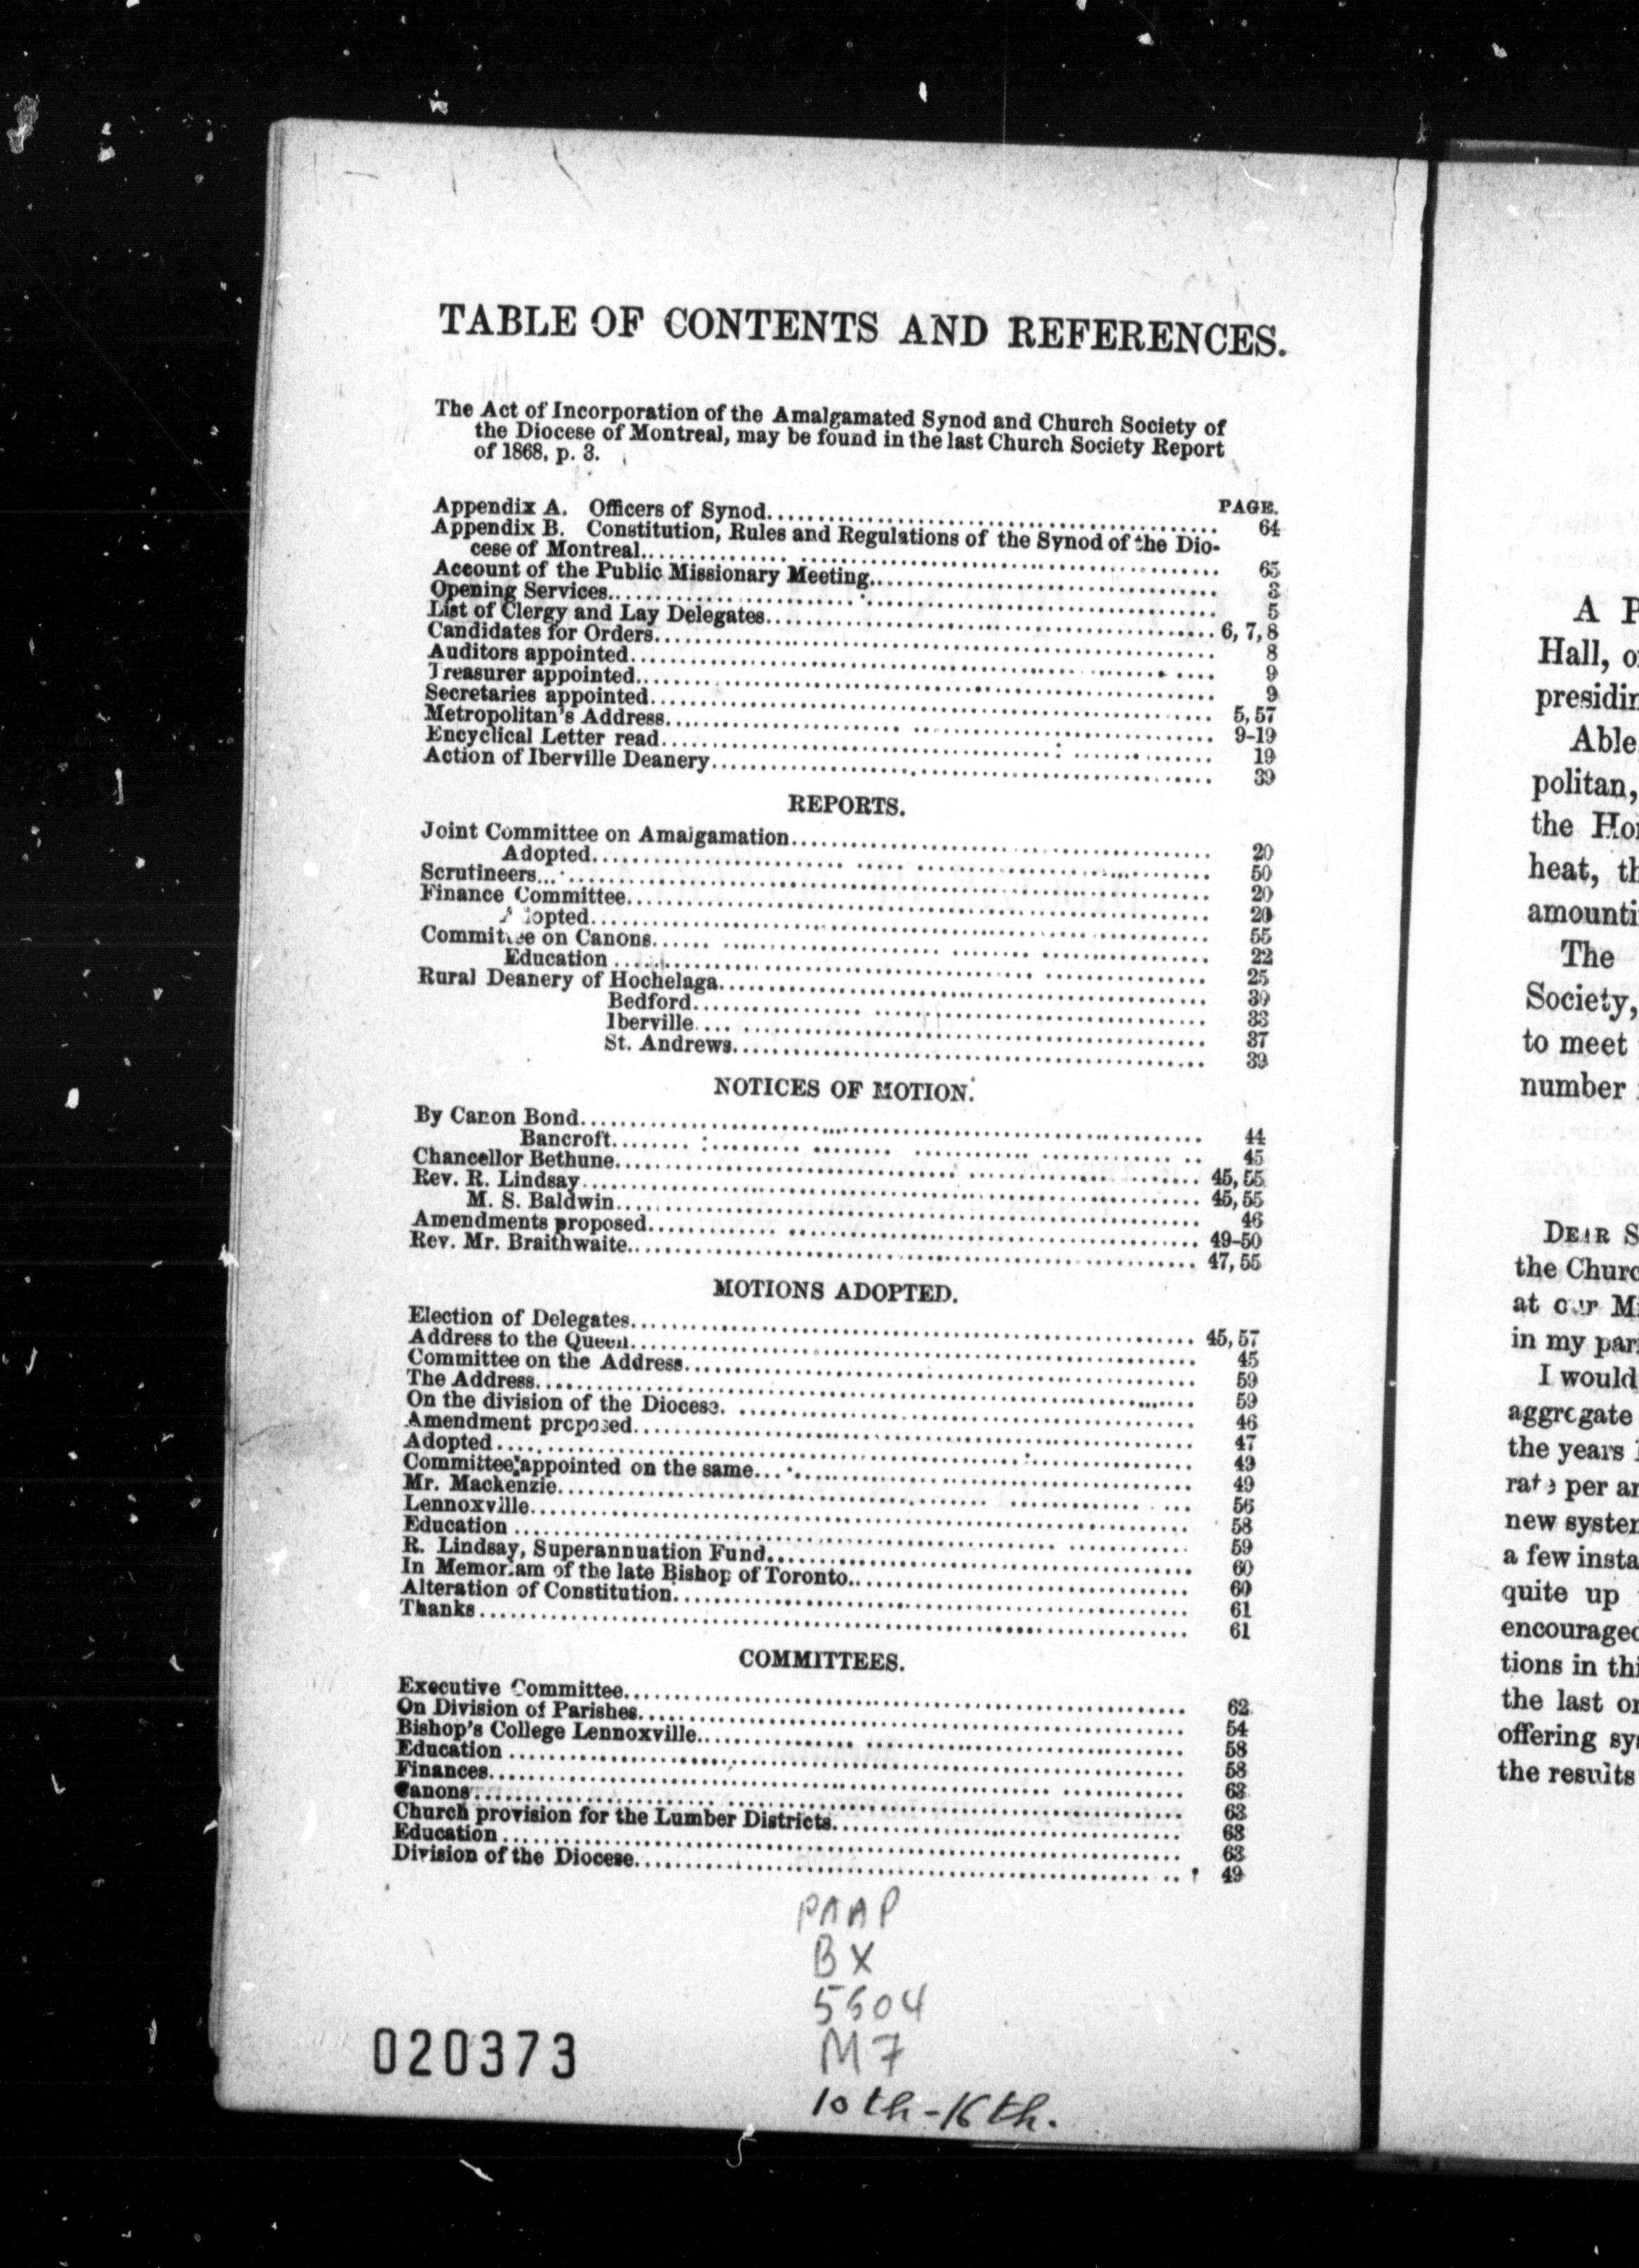 TABLE OF CONTENTS AND REFERENCES.
The Act of Incorporation of the Amalgamated Synod and Church Society of
the Diocese of Montreal, may be found in the last Church Society Report
of 1868, p. 3.
PAGE.
Appendix A. Officers of Synod........ 64
Appendix B. Constitution, Rules and Regulations of the Synod of the Dio-
cese of Montreal........ 65
Account of the Public Missionary Meeting........ 3
Opening Services........ 5
List of Clergy and Lay Delegates........ 6, 7, 8
Candidates for Orders........ 8
Auditors appointed........ 9
Treasurer appointed........ 9
Secretaries appointed........ 5, 57
Metropolitan's Address........ 9-19
Encyclical Letter read........ 19
Action of Iberville Deanery........ 39
REPORTS.
Joint Committee on Amalgamation........ 20
Adopted........ 50
Scrutineers........ 20
Finance Committee........ 20
Adopted........ 55
Committee on Canons........ 22
Education........ 25
Rural Deanery of Hochelaga........ 30
Bedford........ 33
Iberville........ 37
St. Andrews........ 39
NOTICES OF MOTION.
By Canon Bond........ 44
Bancroft........ 45
Chancellor Bethune........ 45, 55
Rev. R. Lindsay........ 45, 55
M. S. Baldwin........ 46
Amendments proposed........ 49-50
Rev. Mr. Braithwaite........ 47, 55
MOTIONS ADOPTED.
Election of Delegates........ 45, 57
Address to the Queen........ 45
Committee on the Address........ 59
The Address........ 59
On the division of the Diocese........ 46
Amendment proposed........ 47
Adopted........ 49
Committee appointed on the same........ 49
Mr. Mackenzie........ 56
Lennoxville........ 58
Education........ 59
R. Lindsay, Superannuation Fund........ 60
In Memoriam of the late Bishop of Toronto........ 60
Alteration of Constitution........ 61
Thanks........ 61
COMMITTEES.
Executive Committee........ 62
On Division of Parishes........ 54
Bishop's College Lennoxville........ 58
Education........ 58
Finances........ 63
Canons........ 63
Church provision for the Lumber Districts........ 63
Education........ 63
Division of the Diocese........ 49
PAAP
BX
5604
M7
10th-16th.
020373
A P
Hall, o
presidin
Able
politan,
the Hon
heat, th
amounti
The
Society,
to meet
number
DEAR S
the Churc
at our Mi
in my par
I would
aggregate
the years 1
rate per an
new system
a few insta
quite up
encouraged
tions in thi
the last or
offering sys
the results